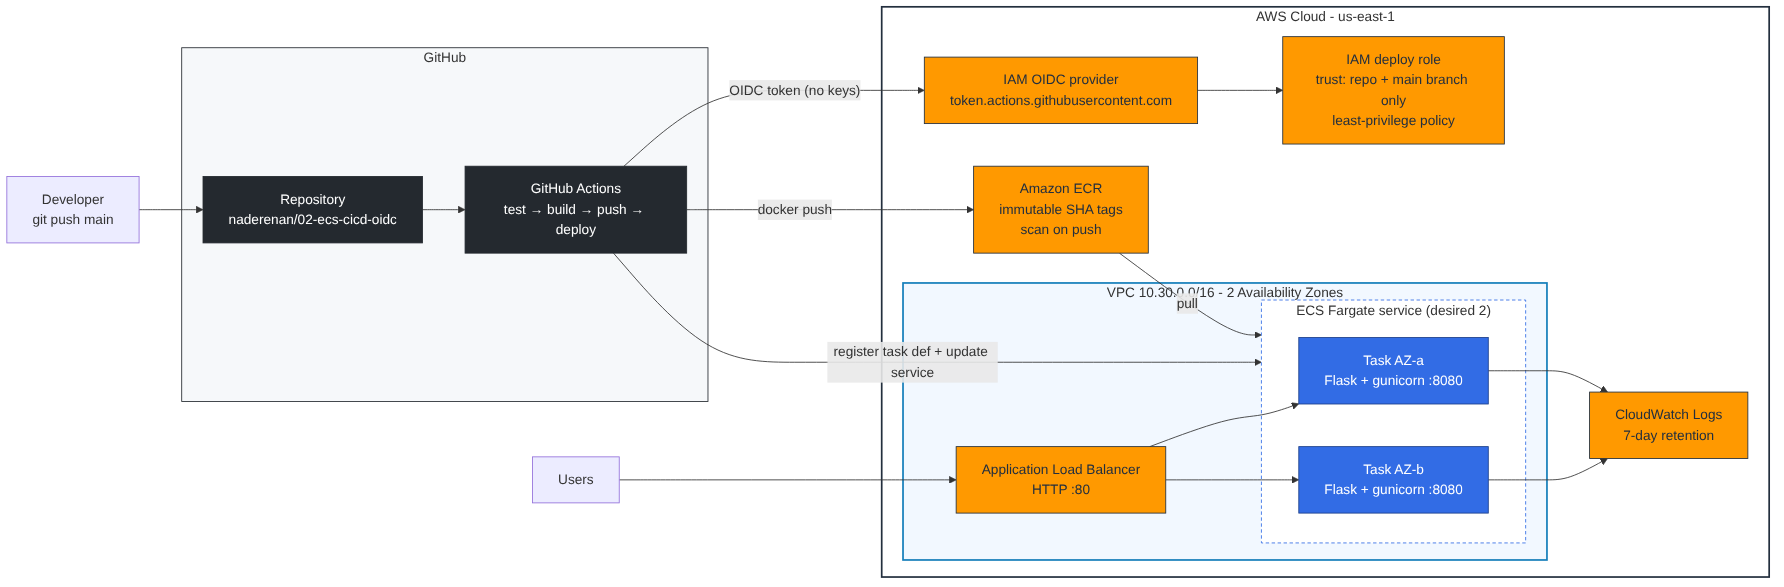 AWS Cloud - us-east-1
GitHub
IAM OIDC provider
token.actions.githubusercontent.com
IAM deploy role
trust: repo + main branch
only
least-privilege policy
OIDC token (no keys)
Developer
git push main
Repository
naderenan/02-ecs-cicd-oidc
GitHub Actions
test → build → push →
deploy
docker push
Amazon ECR
immutable SHA tags
scan on push
VPC 10.30.0.0/16 - 2 Availability Zones
pull
ECS Fargate service (desired 2)
register task def + update
service
Task AZ-a
Flask + gunicorn :8080
CloudWatch Logs
7-day retention
Users
Application Load Balancer
HTTP :80
Task AZ-b
Flask + gunicorn :8080